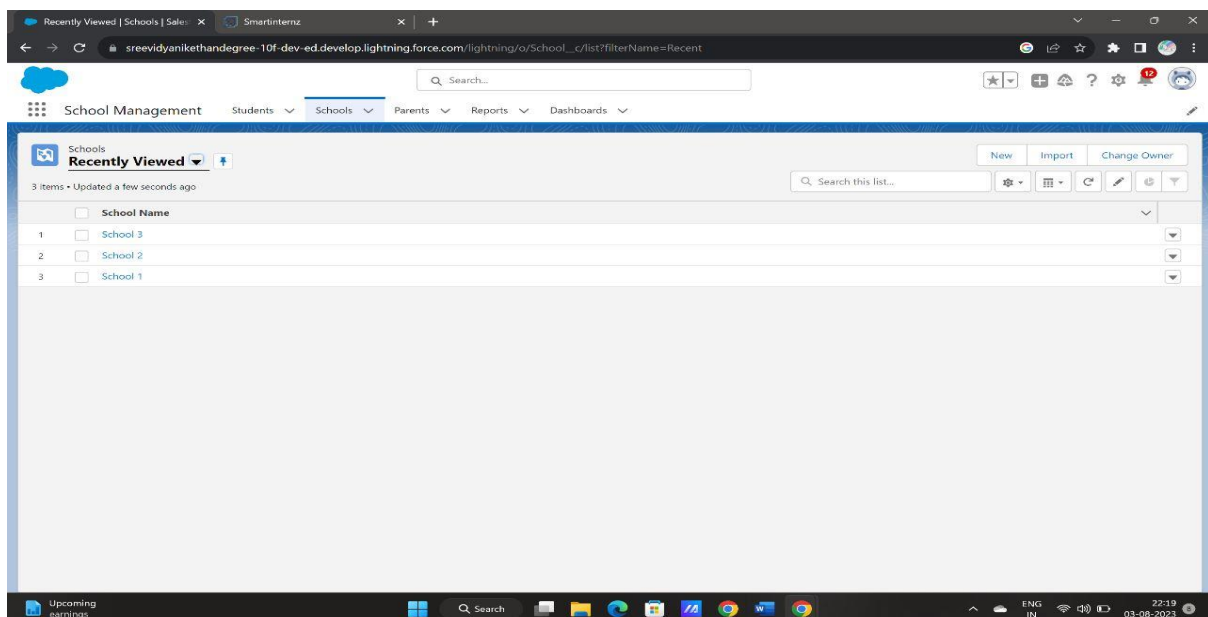 Recently Viewed | Schools | Sales
Smartinternz
sreevidyanikethandegree-10f-dev-ed.develop.lightning.force.com/lightning/o/School__c/list?filterName=Recent
Search...
12
School Management Students Schools Parents Reports Dashboards
Schools
Recently Viewed
New Import Change Owner
3 items • Updated a few seconds ago
Search this list...
School Name
1 School 3
2 School 2
3 School 1
Upcoming
earnings
Search
ENG
IN
22:19
03-08-2023